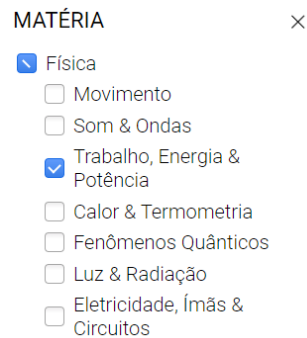 MATÉRIA
Física
Movimento
Som & Ondas
Trabalho, Energia &
Potência
Calor & Termometria
Fenômenos Quânticos
Luz & Radiação
Eletricidade, Ímãs &
Circuitos